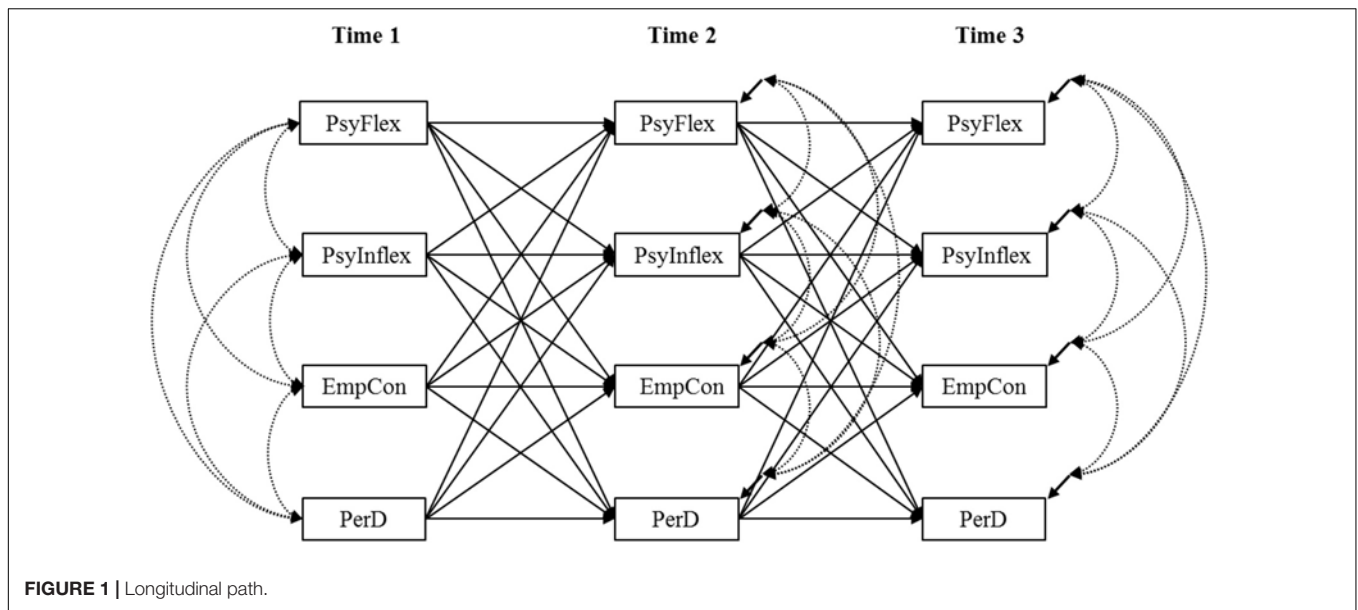 Time 1 Time 2 Time 3
PsyFlex PsyFlex PsyFlex
PsyInflex PsyInflex PsyInflex
EmpCon EmpCon EmpCon
PerD PerD PerD
FIGURE 1 | Longitudinal path.